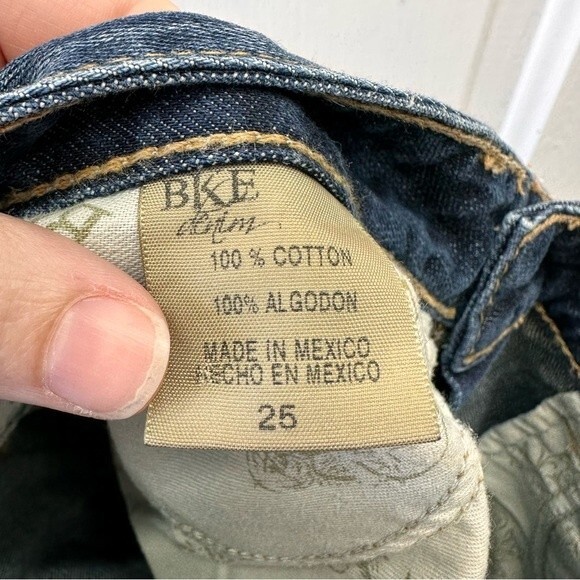 BKE
denim
100 % COTTON
100% ALGODON
MADE IN MEXICO
HECHO EN MEXICO
25